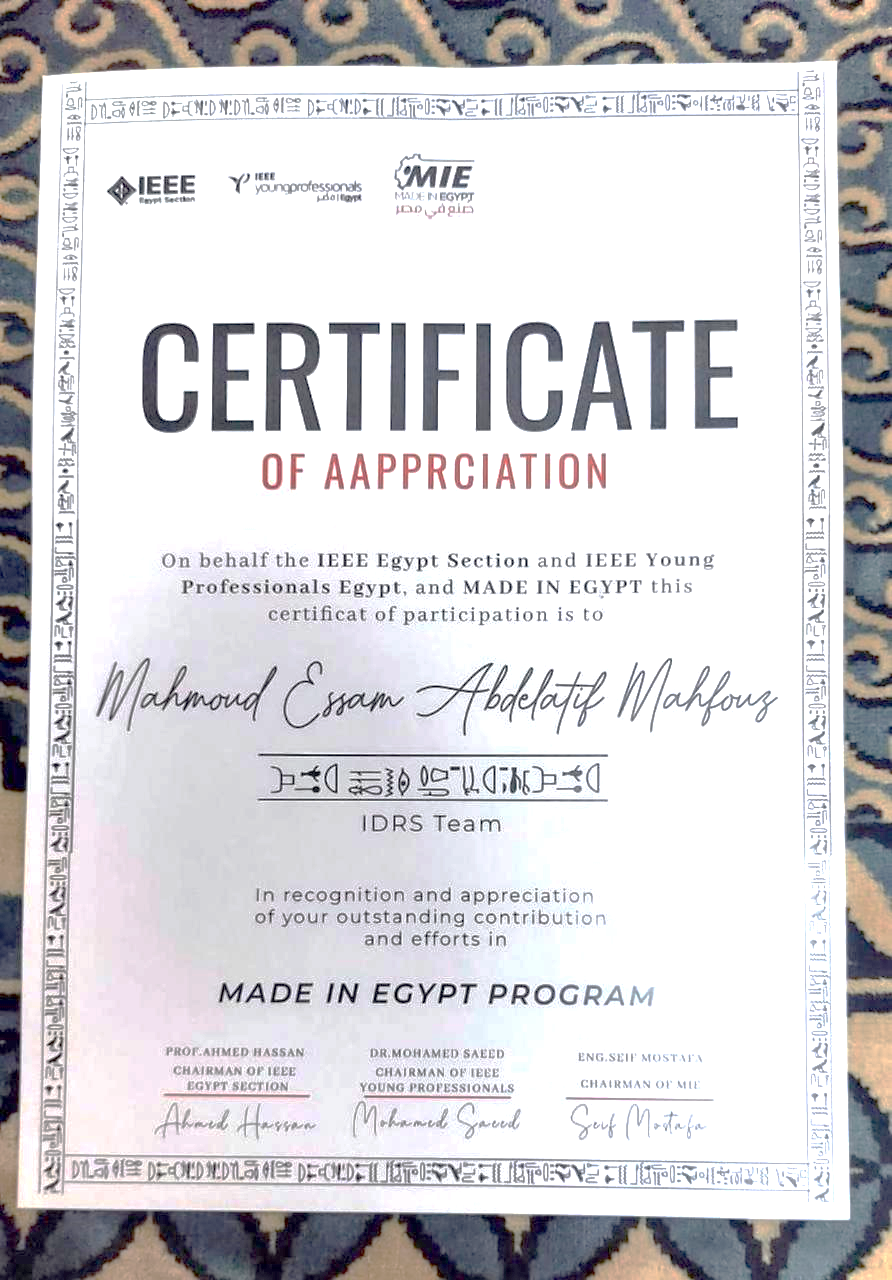 IEEE
Egypt Section
IEEE
youngprofessionals
مصر | Egypt
MIE
MADE IN EGYPT
صنع في مصر
CERTIFICATE
OF AAPPRCIATION
On behalf the IEEE Egypt Section and IEEE Young
Professionals Egypt, and MADE IN EGYPT this
certificat of participation is to
Mahmoud Essam Abdelatif Mahfouz
IDRS Team
In recognition and appreciation
of your outstanding contribution
and efforts in
MADE IN EGYPT PROGRAM
PROF.AHMED HASSAN
CHAIRMAN OF IEEE
EGYPT SECTION
Ahmed Hassan
DR.MOHAMED SAEED
CHAIRMAN OF IEEE
YOUNG PROFESSIONALS
Mohamed Saeed
ENG.SEIF MOSTAFA
CHAIRMAN OF MIE
Seif Mostafa